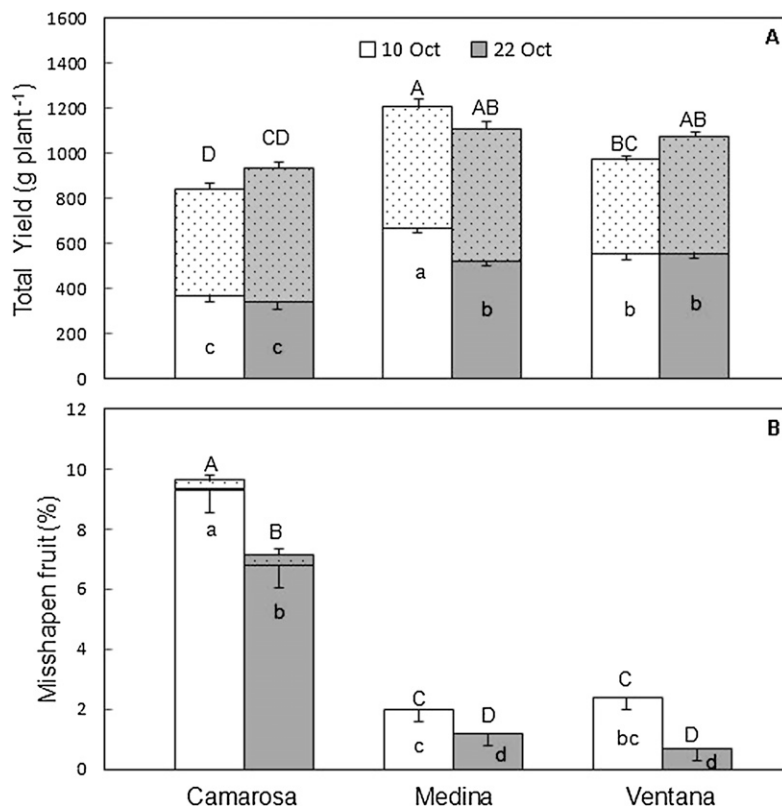 1600
A
1400
10 Oct 22 Oct
1200
A
AB
AB
1000
CD
BC
D
800
600
400
200
0
a
c c b b b
Total Yield (g plant⁻¹)
12
B
10
A
8
a
B
6
b
4
2
C
D
C
D
0
c
d
bc
d
Misshapen fruit (%)
Camarosa Medina Ventana